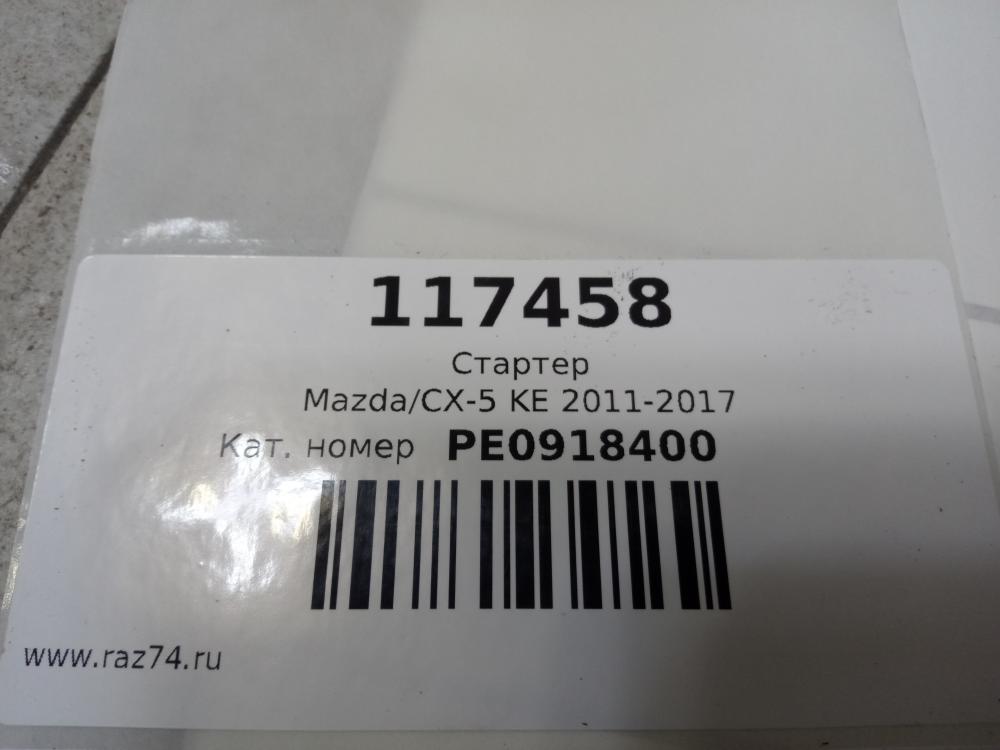 117458
Стартер
Mazda/CX-5 KE 2011-2017
Кат. номер PE0918400
www.raz74.ru